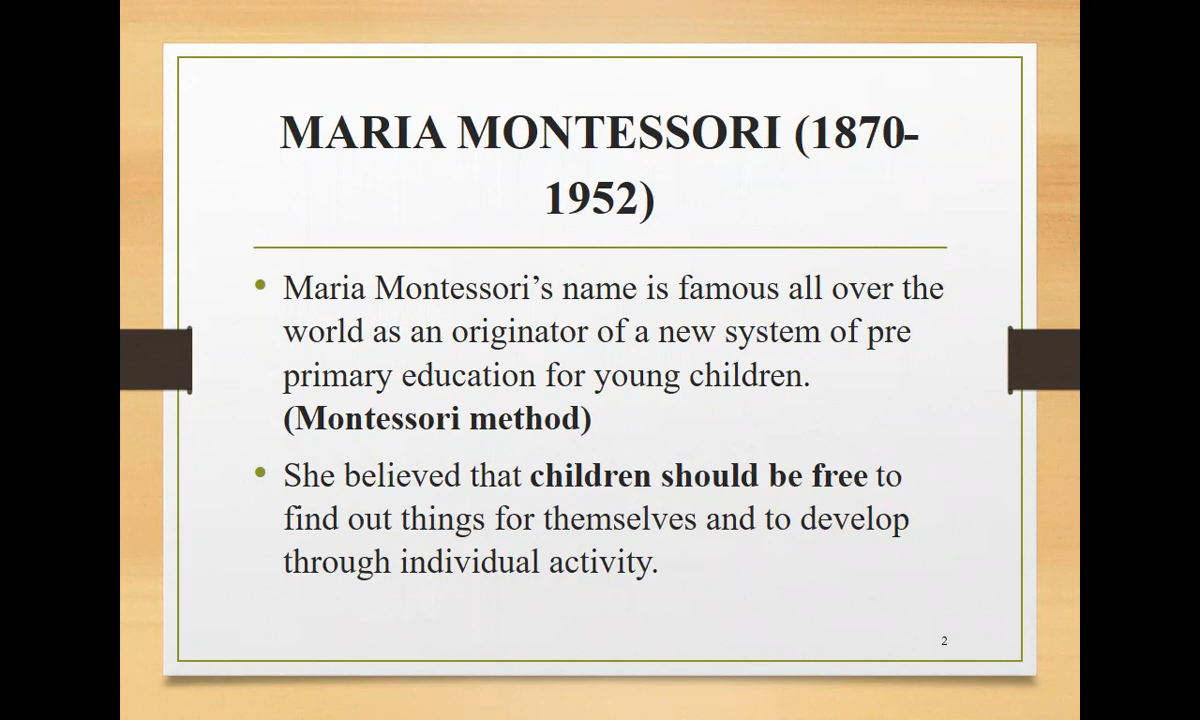 MARIA MONTESSORI (1870-
1952)
• Maria Montessori’s name is famous all over the
world as an originator of a new system of pre
primary education for young children.
(Montessori method)
• She believed that children should be free to
find out things for themselves and to develop
through individual activity.
2